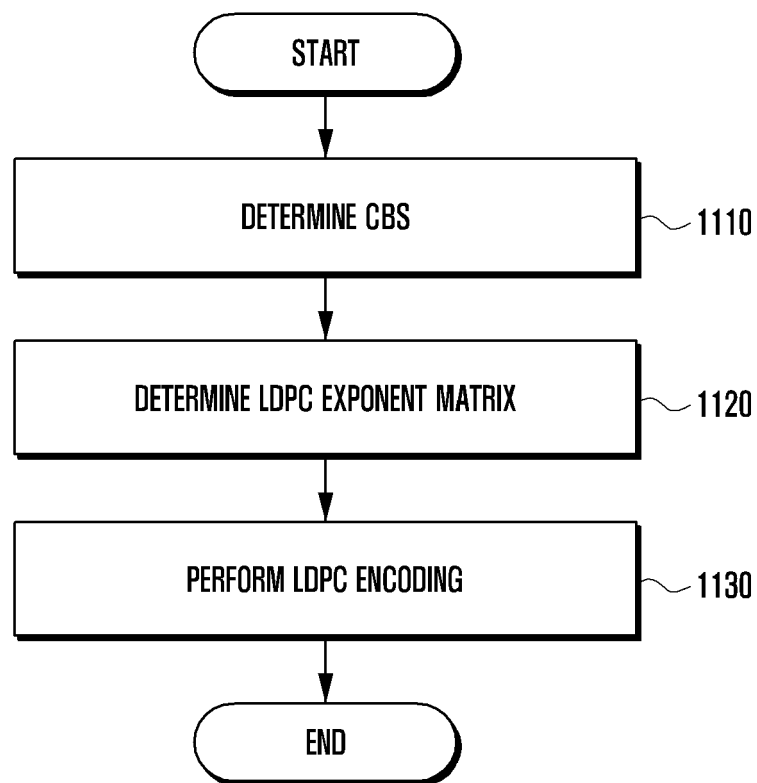 START
DETERMINE CBS
1110
DETERMINE LDPC EXPONENT MATRIX
1120
PERFORM LDPC ENCODING
1130
END